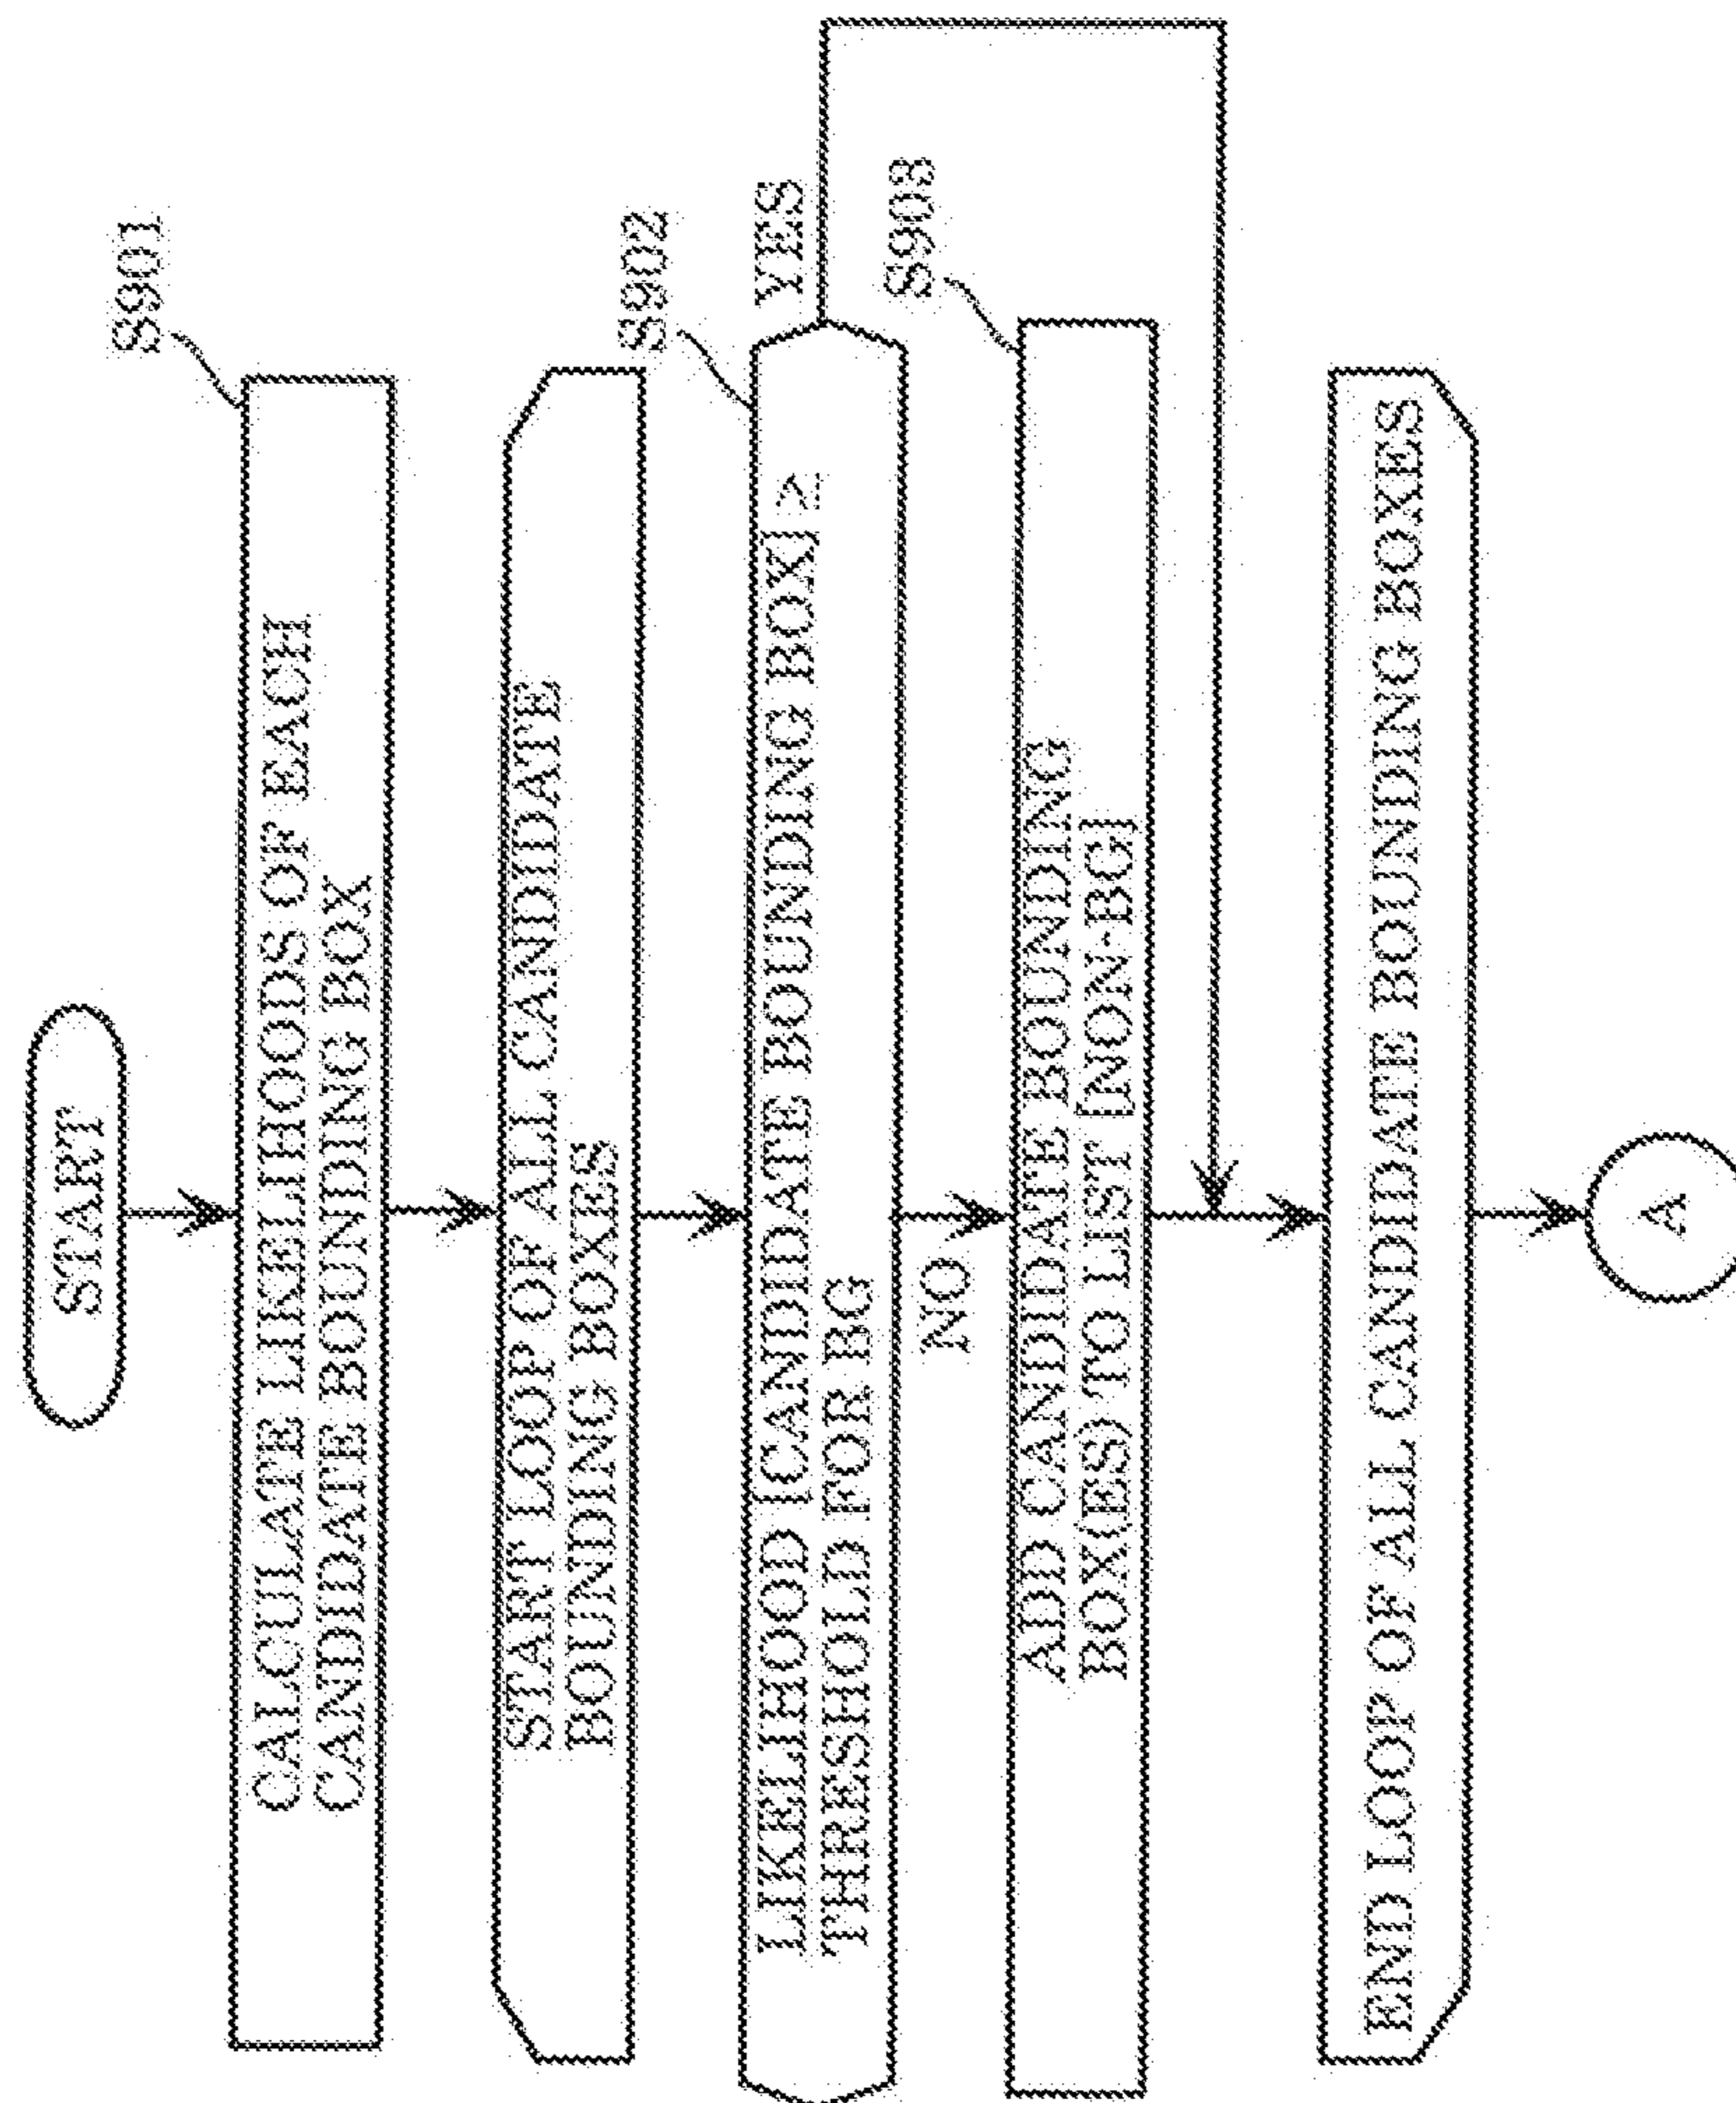 START
S901
CALCULATE LIKELIHOODS OF EACH
CANDIDATE BOUNDING BOX
START LOOP OF ALL CANDIDATE
BOUNDING BOXES
S902
LIKELIHOOD [CANDIDATE BOUNDING BOX] ≥
THRESHOLD FOR BG
YES
NO
S908
ADD CANDIDATE BOUNDING
BOX(ES) TO LIST [NON-BG]
END LOOP OF ALL CANDIDATE BOUNDING BOXES
A